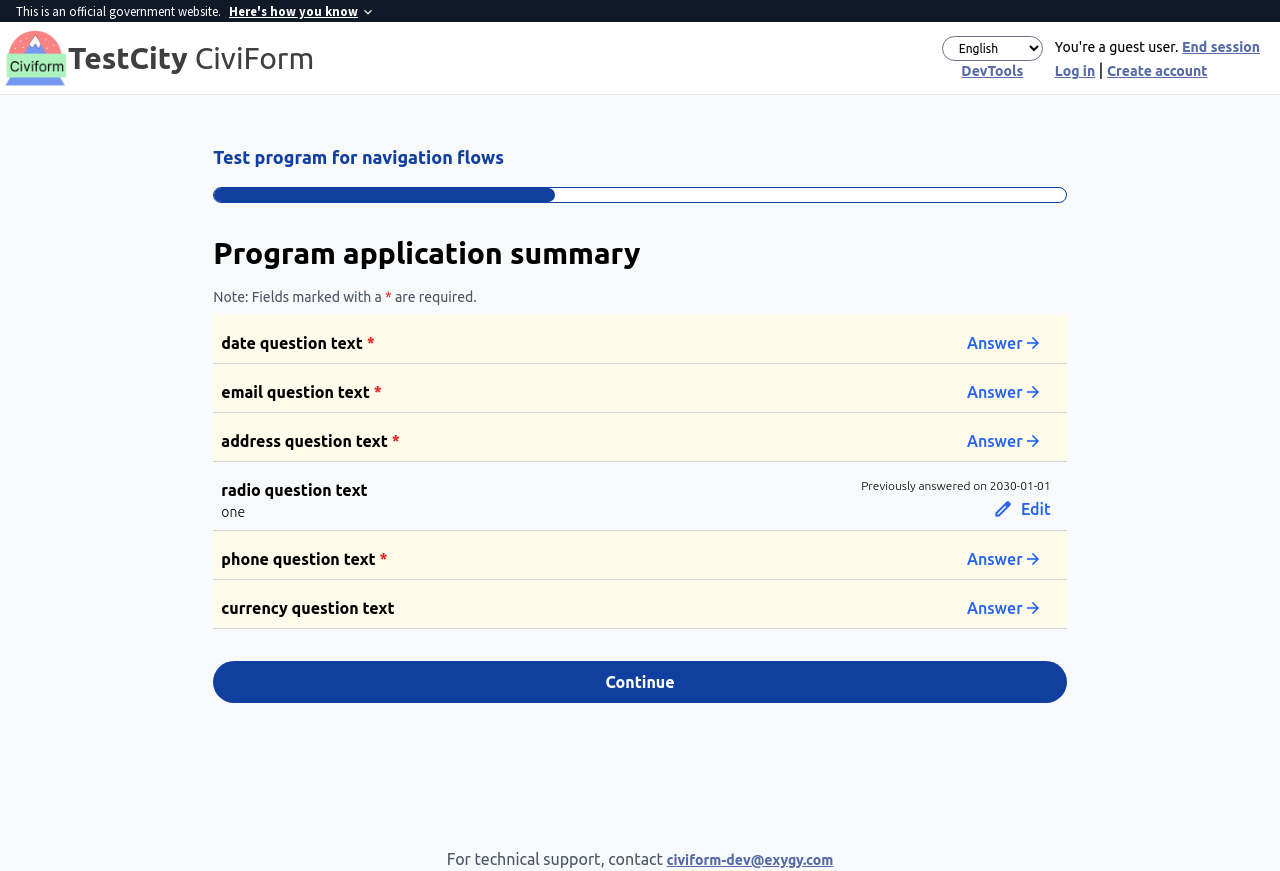 This is an official government website. Here's how you know
Civiform
TestCity CiviForm
English
You're a guest user. End session
DevTools
Log in | Create account
Test program for navigation flows
Program application summary
Note: Fields marked with a * are required.
date question text *
Answer
email question text *
Answer
address question text *
Answer
radio question text
Previously answered on 2030-01-01
one
Edit
phone question text *
Answer
currency question text
Answer
Continue
For technical support, contact civiform-dev@exygy.com